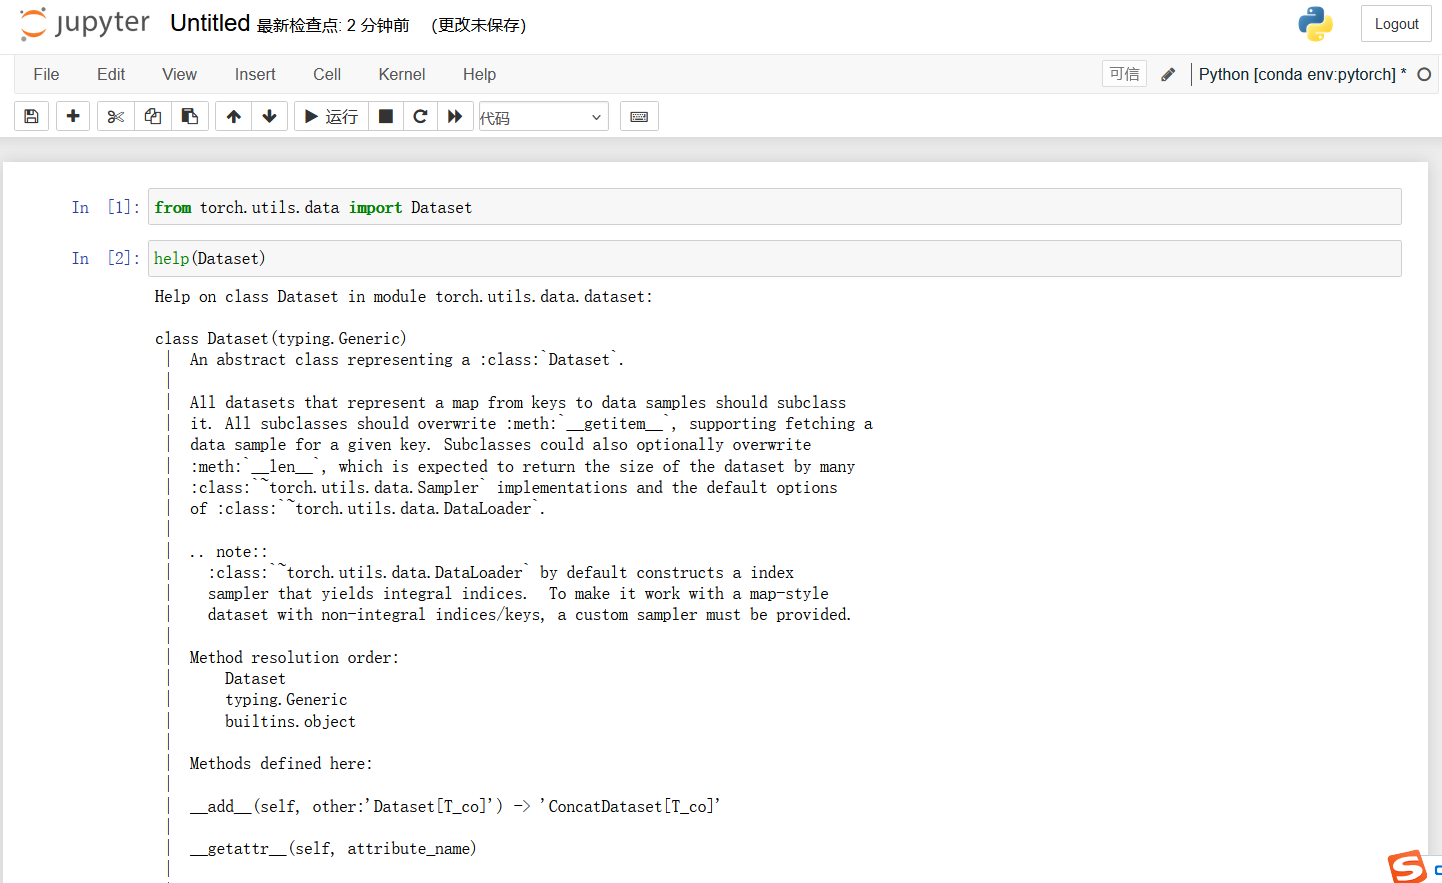 jupyter Untitled 最新检查点: 2 分钟前 (更改未保存) Logout
File Edit View Insert Cell Kernel Help 可信 Python [conda env:pytorch] *
运行 代码
In [1]: from torch.utils.data import Dataset
In [2]: help(Dataset)
Help on class Dataset in module torch.utils.data.dataset:
class Dataset(typing.Generic)
 |  An abstract class representing a :class:`Dataset`.
 |
 |  All datasets that represent a map from keys to data samples should subclass
 |  it. All subclasses should overwrite :meth:`__getitem__`, supporting fetching a
 |  data sample for a given key. Subclasses could also optionally overwrite
 |  :meth:`__len__`, which is expected to return the size of the dataset by many
 |  :class:`~torch.utils.data.Sampler` implementations and the default options
 |  of :class:`~torch.utils.data.DataLoader`.
 |
 |  .. note::
 |    :class:`~torch.utils.data.DataLoader` by default constructs a index
 |    sampler that yields integral indices.  To make it work with a map-style
 |    dataset with non-integral indices/keys, a custom sampler must be provided.
 |
 |  Method resolution order:
 |      Dataset
 |      typing.Generic
 |      builtins.object
 |
 |  Methods defined here:
 |
 |  __add__(self, other:'Dataset[T_co]') -> 'ConcatDataset[T_co]'
 |
 |  __getattr__(self, attribute_name)
 |